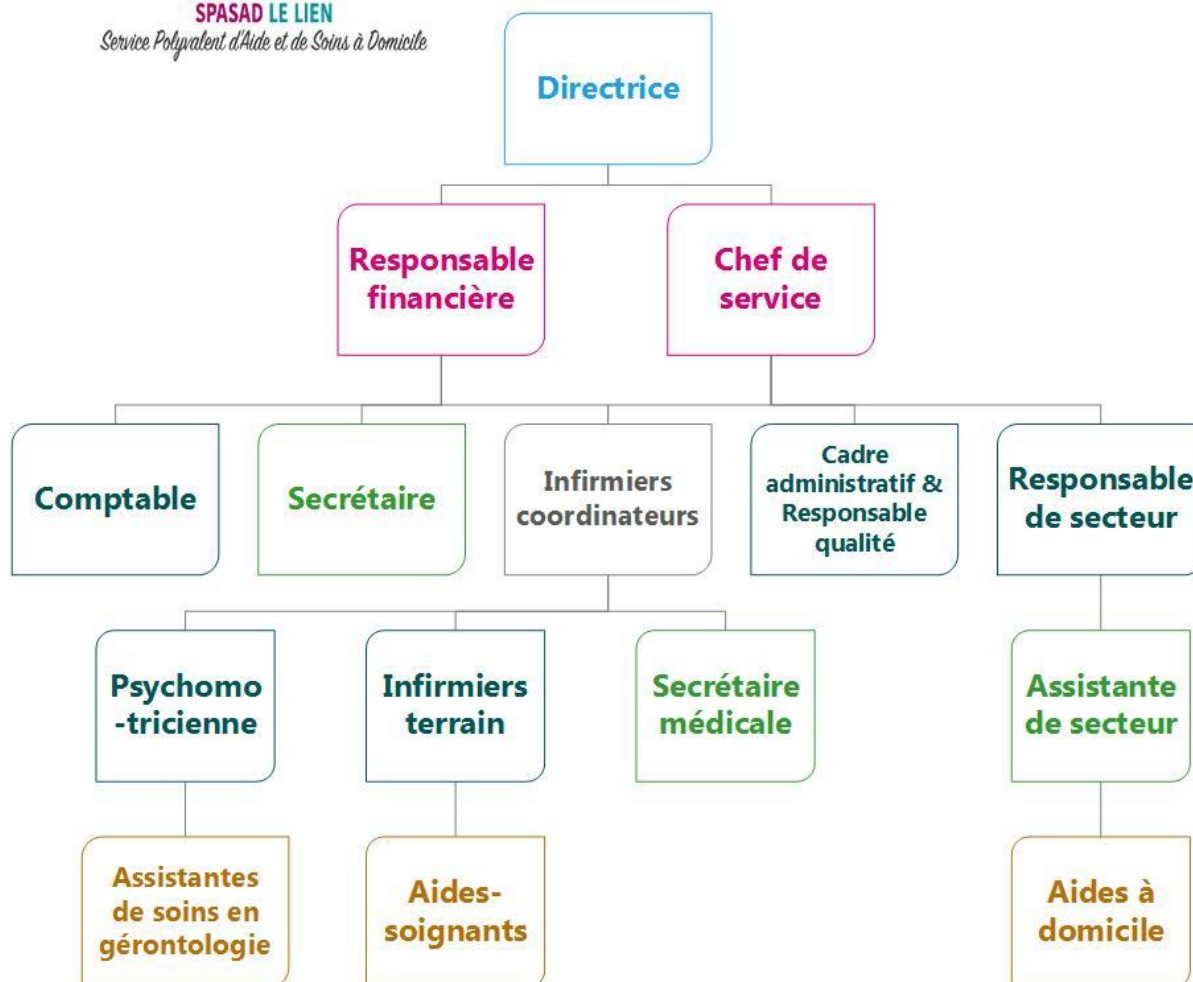 SPASAD LE LIEN
Service Polyvalent d'Aide et de Soins à Domicile
Directrice
Responsable
financière
Chef de
service
Comptable
Secrétaire
Infirmiers
coordinateurs
Cadre
administratif &
Responsable
qualité
Responsable
de secteur
Psychomo
-tricienne
Infirmiers
terrain
Secrétaire
médicale
Assistante
de secteur
Assistantes
de soins en
gérontologie
Aides-
soignants
Aides à
domicile